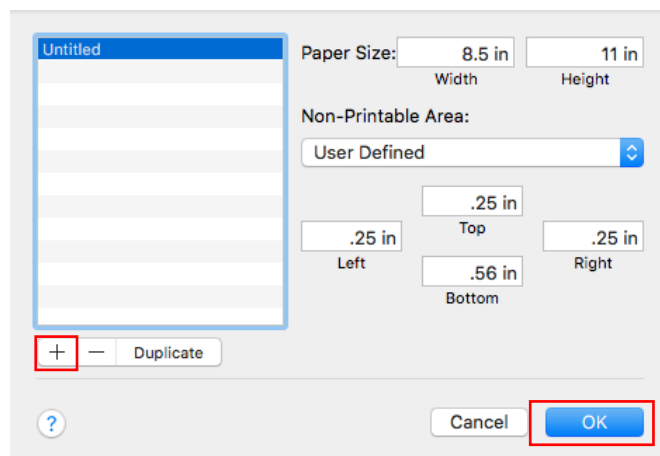 Untitled
Paper Size: 8.5 in 11 in
Width Height
Non-Printable Area:
User Defined
.25 in
Top
.25 in .25 in
Left Right
.56 in
Bottom
+ − Duplicate
? Cancel OK